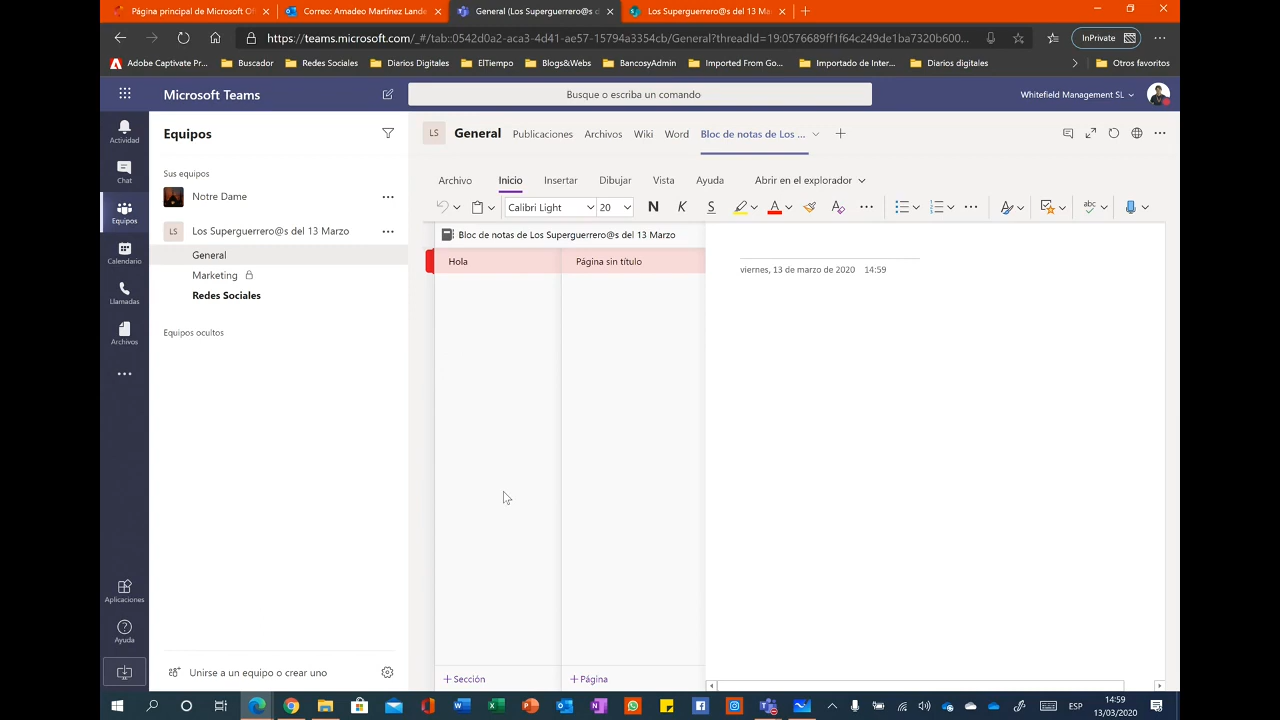 Página principal de Microsoft Of
Correo: Amadeo Martínez Lande
General (Los Superguerrero@s d
Los Superguerrero@s del 13 Ma
https://teams.microsoft.com/_#/tab:0542d0a2-aca3-4d41-ae57-15794a3354cb/General?threadId=19:0576689ff1f64c249de1ba7320b600...
InPrivate
Adobe Captivate Pr...
Buscador
Redes Sociales
Diarios Digitales
ElTiempo
Blogs&Webs
BancosyAdmin
Imported From Go...
Importado de Inter...
Diarios digitales
Otros favoritos
Microsoft Teams
Busque o escriba un comando
Whitefield Management SL
Actividad
Chat
Equipos
Calendario
Llamadas
Archivos
Aplicaciones
Ayuda
Equipos
Sus equipos
Notre Dame
LS Los Superguerrero@s del 13 Marzo
General
Marketing
Redes Sociales
Equipos ocultos
Unirse a un equipo o crear uno
LS General Publicaciones Archivos Wiki Word Bloc de notas de Los ...
Archivo Inicio Insertar Dibujar Vista Ayuda Abrir en el explorador
Calibri Light 20 N K S A abc
Bloc de notas de Los Superguerrero@s del 13 Marzo
Hola Página sin título
viernes, 13 de marzo de 2020 14:59
+ Sección + Página
ESP
14:59
13/03/2020